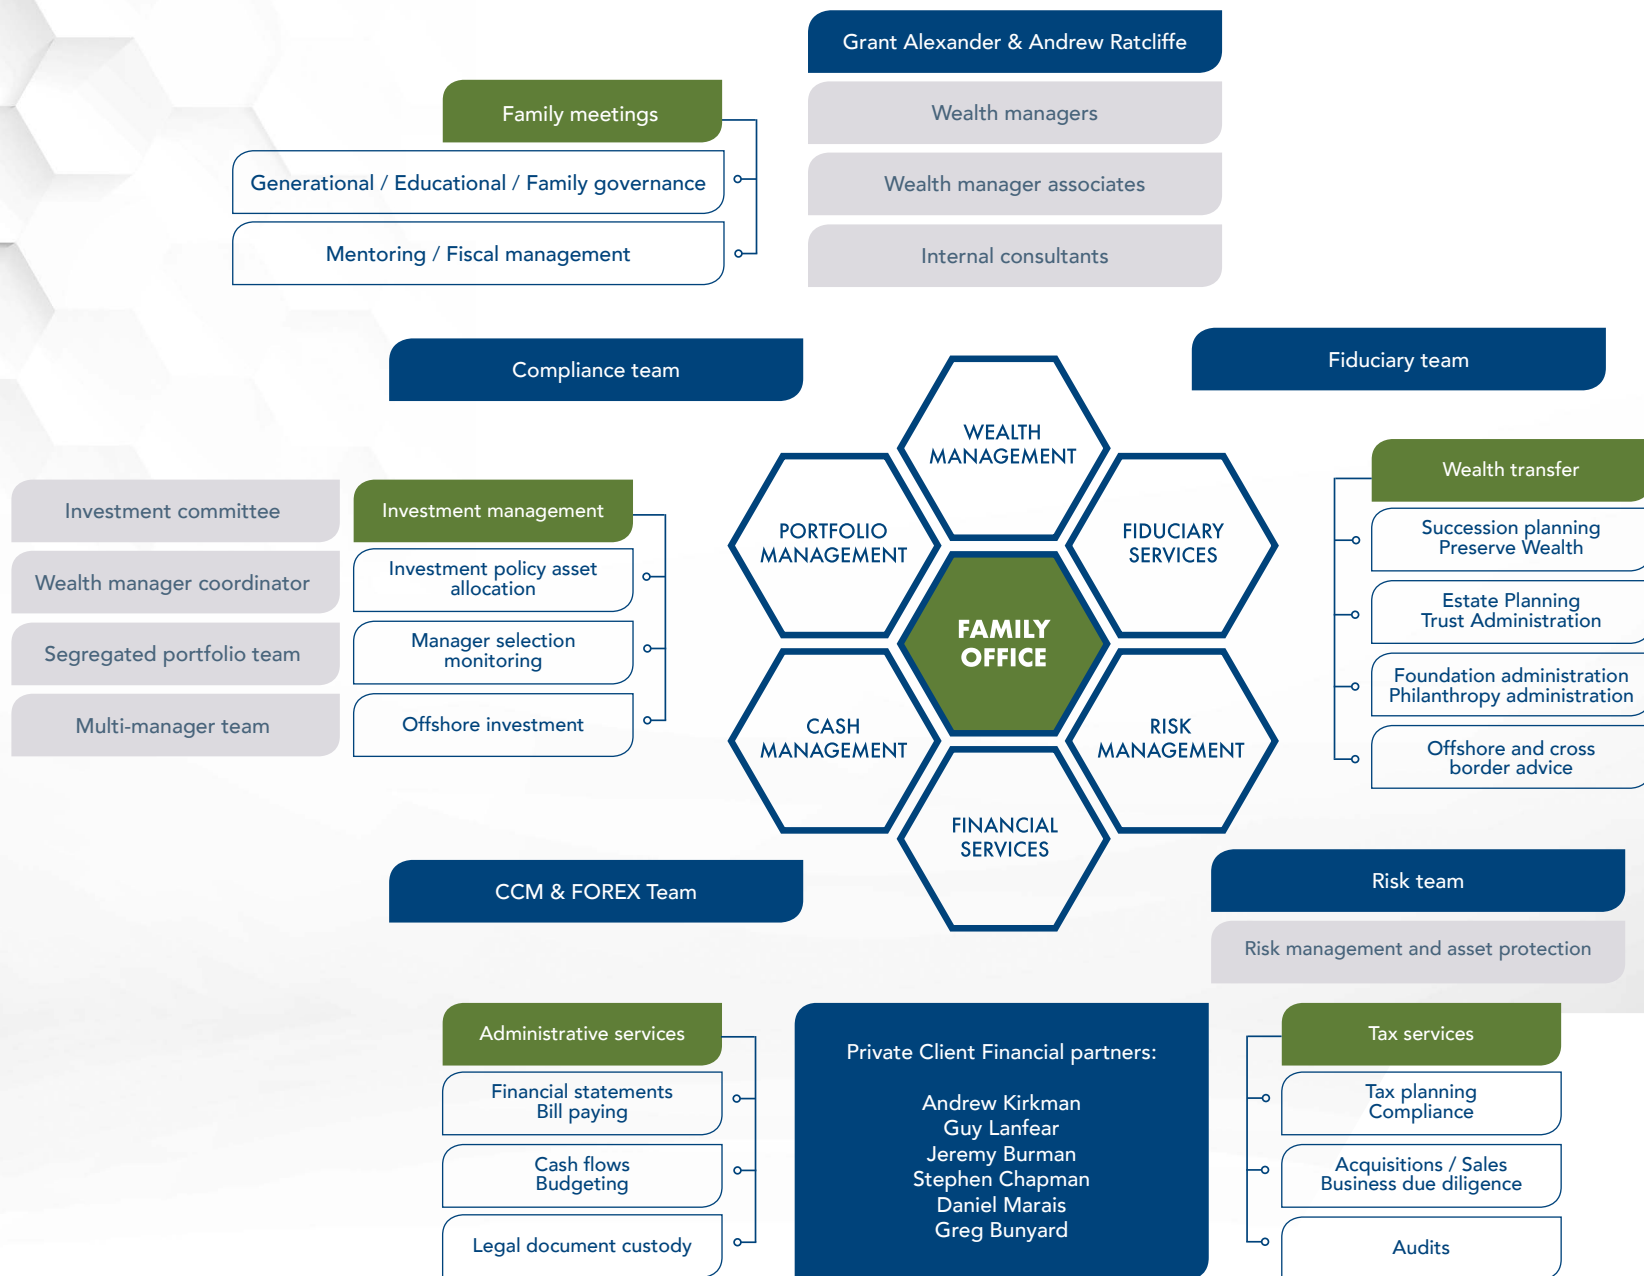 Grant Alexander & Andrew Ratcliffe
Wealth managers
Wealth manager associates
Internal consultants
Family meetings
Generational / Educational / Family governance
Mentoring / Fiscal management
Compliance team
Fiduciary team
WEALTH
MANAGEMENT
PORTFOLIO
MANAGEMENT
FIDUCIARY
SERVICES
FAMILY
OFFICE
CASH
MANAGEMENT
RISK
MANAGEMENT
FINANCIAL
SERVICES
Investment committee
Wealth manager coordinator
Segregated portfolio team
Multi-manager team
Investment management
Investment policy asset
allocation
Manager selection
monitoring
Offshore investment
Wealth transfer
Succession planning
Preserve Wealth
Estate Planning
Trust Administration
Foundation administration
Philanthropy administration
Offshore and cross
border advice
CCM & FOREX Team
Risk team
Risk management and asset protection
Administrative services
Financial statements
Bill paying
Cash flows
Budgeting
Legal document custody
Private Client Financial partners:
Andrew Kirkman
Guy Lanfear
Jeremy Burman
Stephen Chapman
Daniel Marais
Greg Bunyard
Tax services
Tax planning
Compliance
Acquisitions / Sales
Business due diligence
Audits